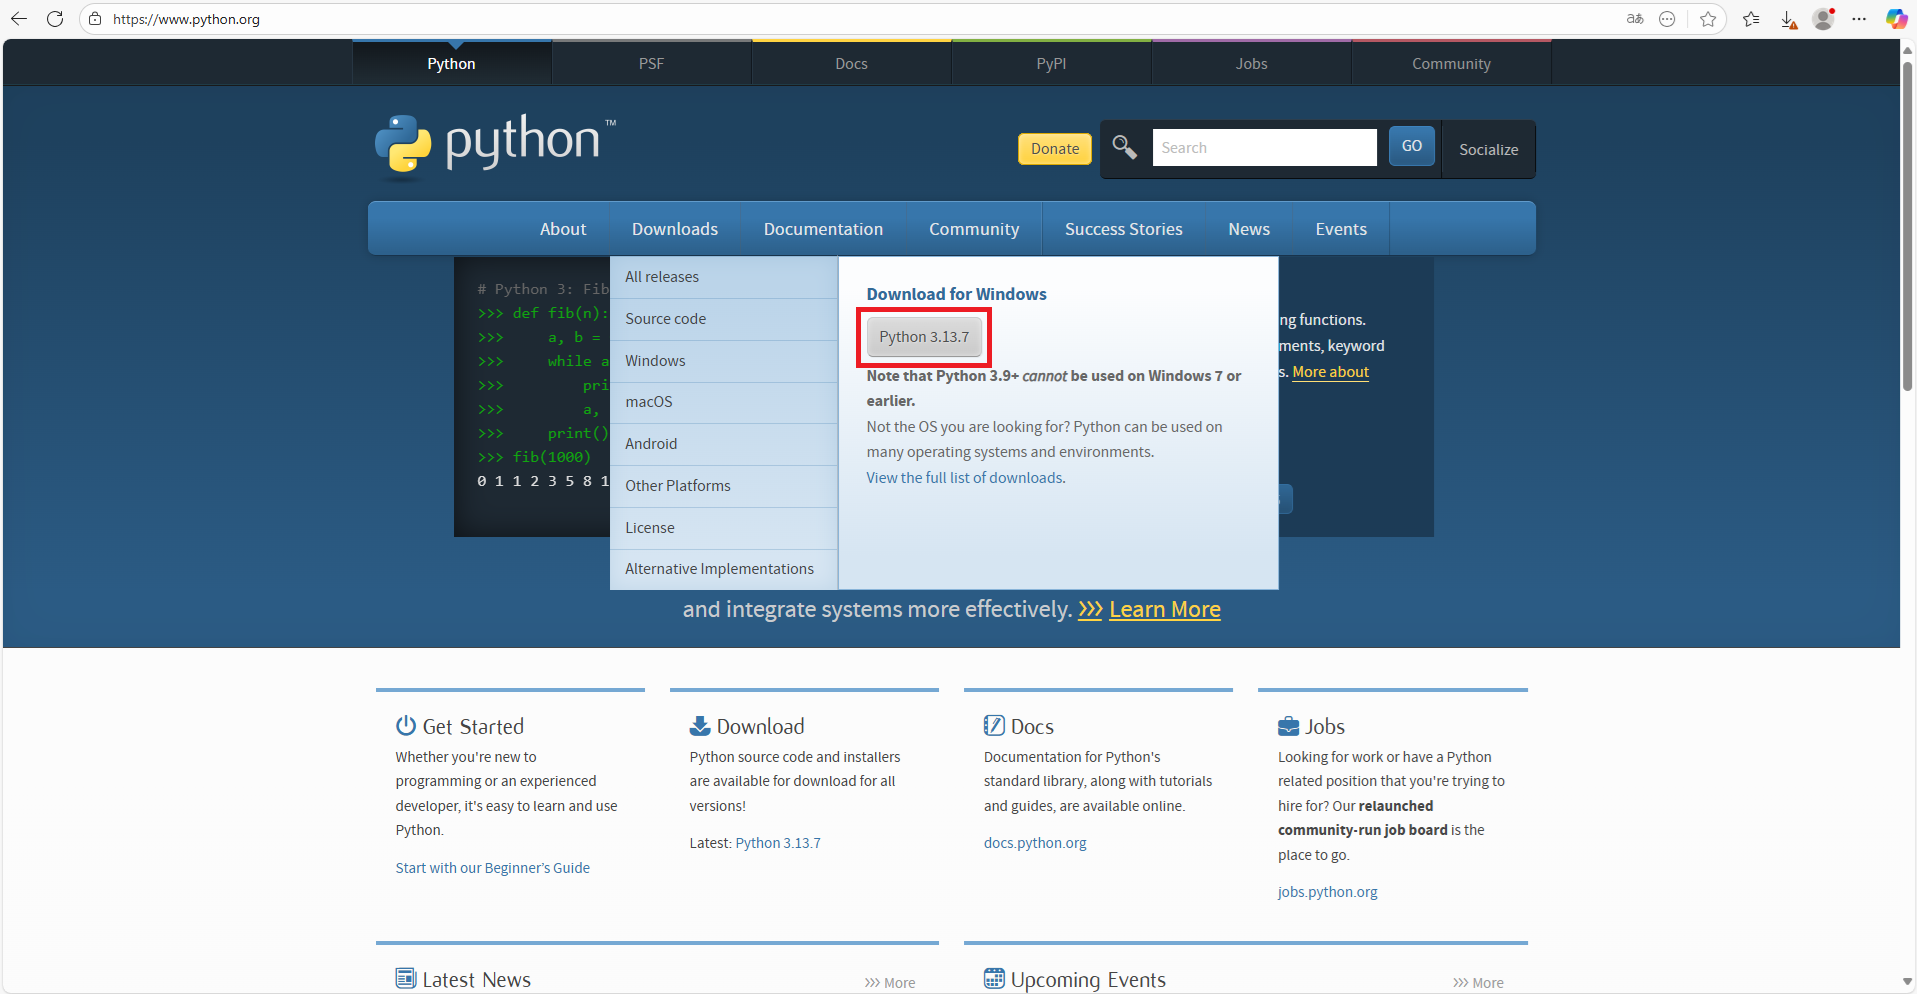 https://www.python.org
Python
PSF
Docs
PyPI
Jobs
Community
python™
Donate
Search
GO
Socialize
About
Downloads
Documentation
Community
Success Stories
News
Events
# Python 3: Fib
>>> def fib(n):
>>>     a, b =
>>>     while a
>>>         pri
>>>         a,
>>>     print()
>>> fib(1000)
0 1 1 2 3 5 8 1
All releases
Source code
Windows
macOS
Android
Other Platforms
License
Alternative Implementations
Download for Windows
Python 3.13.7
Note that Python 3.9+ cannot be used on Windows 7 or
earlier.
Not the OS you are looking for? Python can be used on
many operating systems and environments.
View the full list of downloads.
ng functions.
ments, keyword
s. More about
and integrate systems more effectively. >>> Learn More
Get Started
Whether you're new to
programming or an experienced
developer, it's easy to learn and use
Python.
Start with our Beginner’s Guide
Download
Python source code and installers
are available for download for all
versions!
Latest: Python 3.13.7
Docs
Documentation for Python's
standard library, along with tutorials
and guides, are available online.
docs.python.org
Jobs
Looking for work or have a Python
related position that you're trying to
hire for? Our relaunched
community-run job board is the
place to go.
jobs.python.org
Latest News
>>> More
Upcoming Events
>>> More